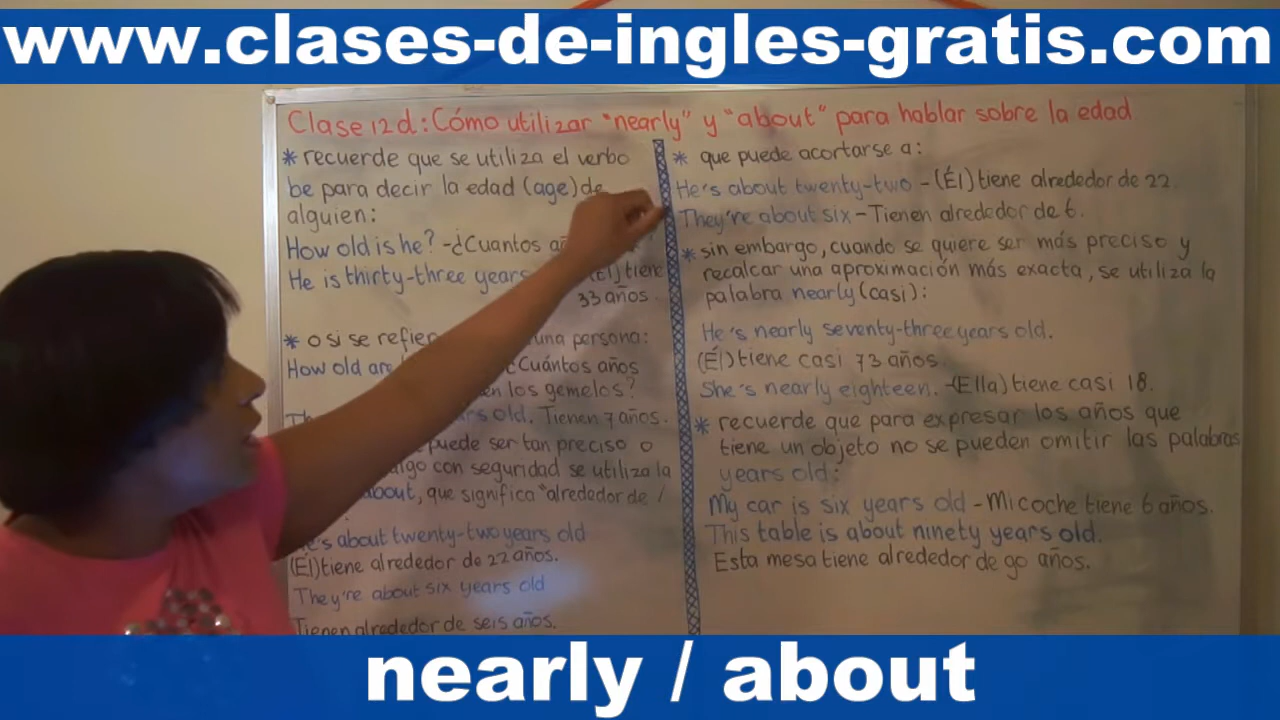 www.clases-de-ingles-gratis.com
Clase 12d: Cómo utilizar "nearly" y "about" para hablar sobre la edad
* recuerde que se utiliza el verbo
be para decir la edad (age) de
alguien:
How old is he? - ¿Cuantos
He is thirty-three years tiene
33 años.
* o si se una persona:
How old ¿Cuántos años
los gemelos?
old. Tienen 7 años.
puede ser tan preciso o
algo con seguridad se utiliza la
about, que significa "alrededor de /
He's about twenty-two years old
(Él) tiene alrededor de 22 años.
They're about six years old
Tienen alrededor de seis años.
* que puede acortarse a:
He's about twenty-two - (Él) tiene alrededor de 22.
They're about six - Tienen alrededor de 6.
* sin embargo, cuando se quiere ser más preciso y
recalcar una aproximación más exacta, se utiliza la
palabra nearly (casi):
He's nearly seventy-three years old.
(Él) tiene casi 73 años
She's nearly eighteen. - (Ella) tiene casi 18.
* recuerde que para expresar los años que
tiene un objeto no se pueden omitir las palabras
years old:
My car is six years old - Mi coche tiene 6 años.
This table is about ninety years old.
Esta mesa tiene alrededor de 90 años.
nearly / about